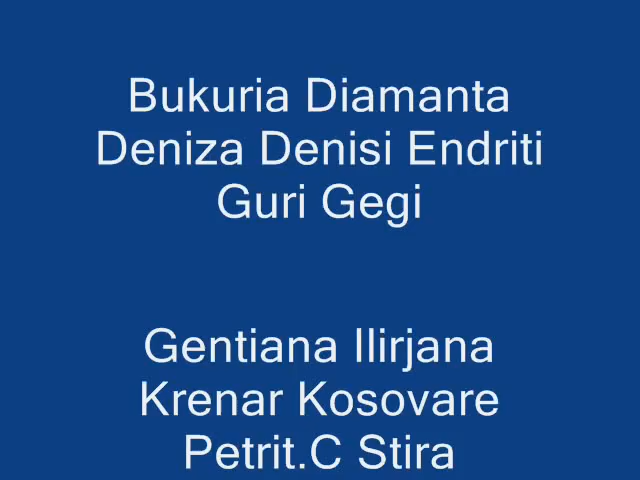 Bukuria Diamanta
Deniza Denisi Endriti
Guri Gegi
Gentiana Ilirjana
Krenar Kosovare
Petrit.C Stira